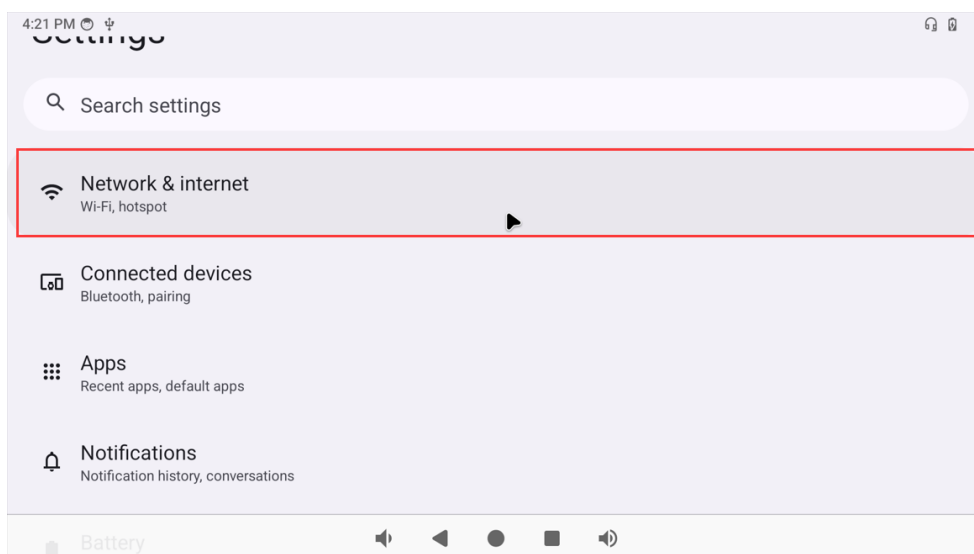 4:21 PM
Settings
Search settings
Network & internet
Wi-Fi, hotspot
Connected devices
Bluetooth, pairing
Apps
Recent apps, default apps
Notifications
Notification history, conversations
Battery